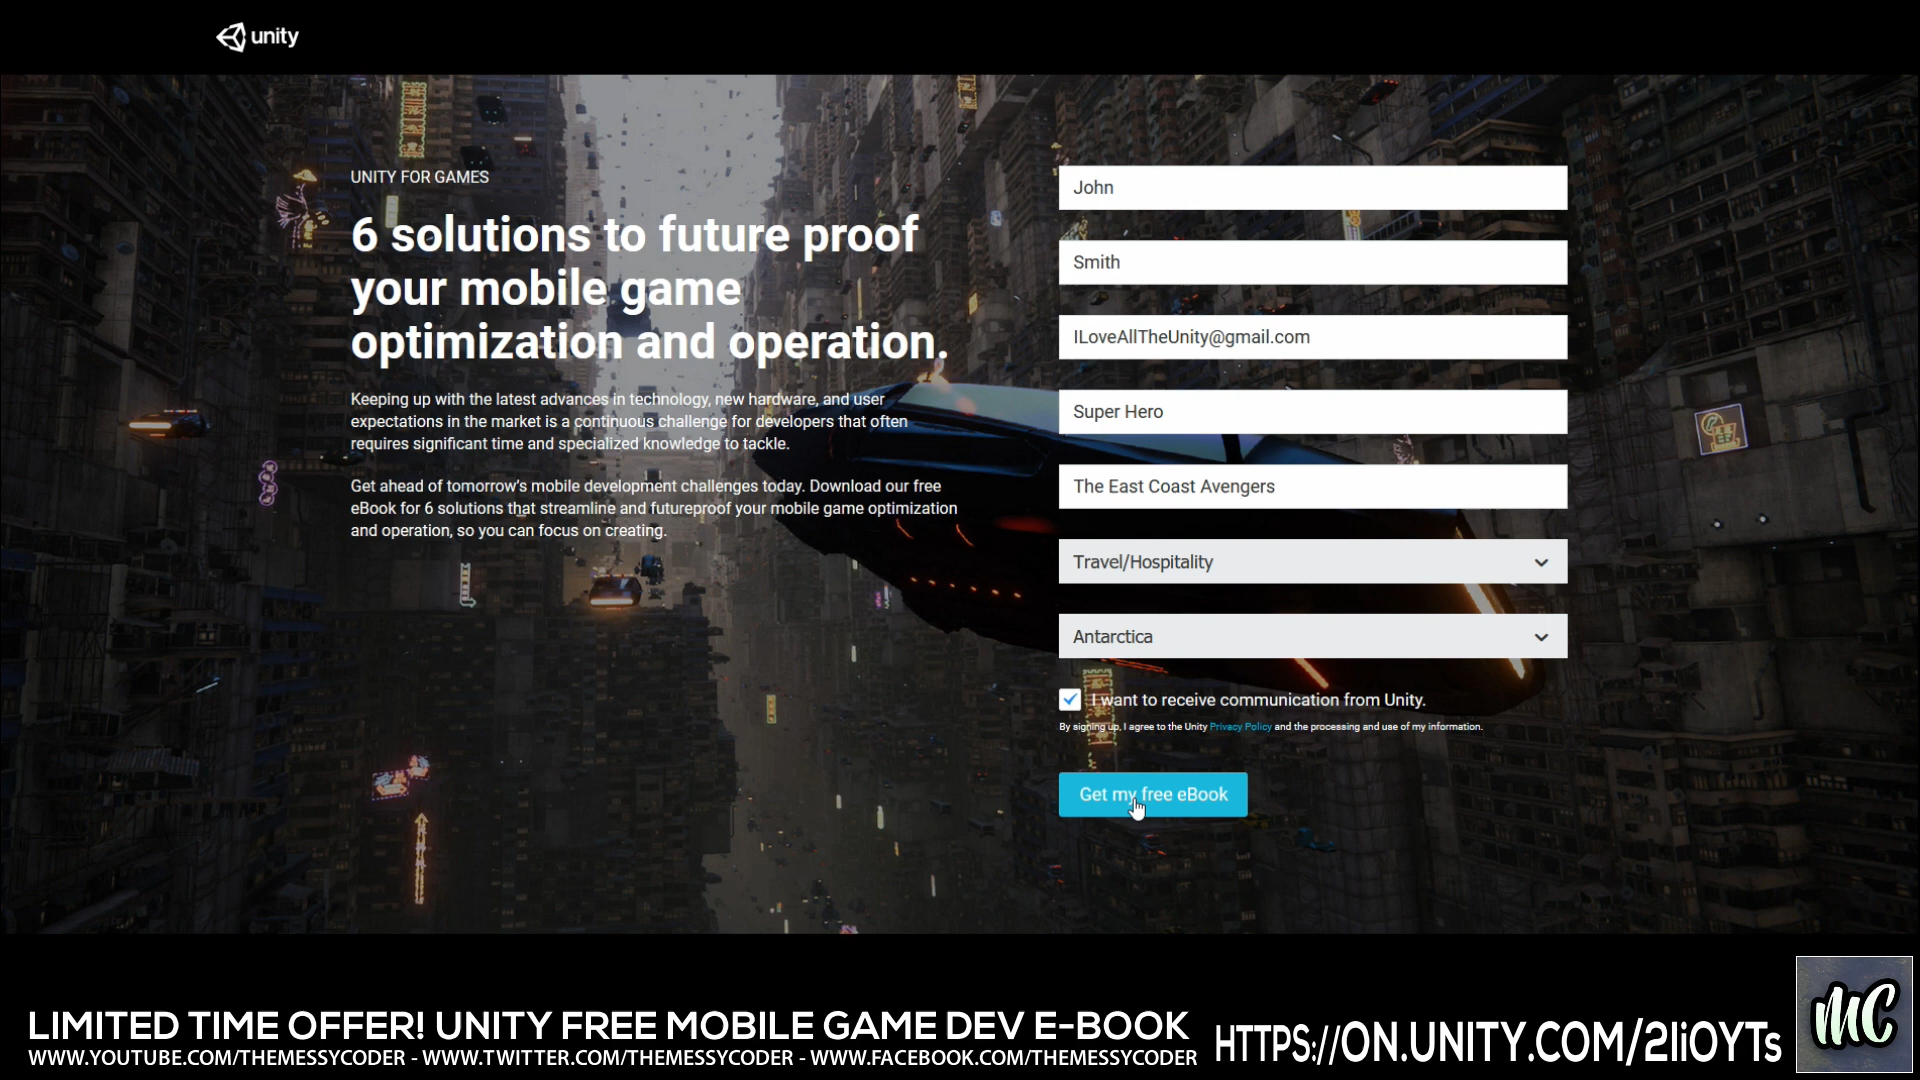 unity
UNITY FOR GAMES
6 solutions to future proof
your mobile game
optimization and operation.
Keeping up with the latest advances in technology, new hardware, and user
expectations in the market is a continuous challenge for developers that often
requires significant time and specialized knowledge to tackle.
Get ahead of tomorrow's mobile development challenges today. Download our free
eBook for 6 solutions that streamline and futureproof your mobile game optimization
and operation, so you can focus on creating.
John
Smith
ILoveAllTheUnity@gmail.com
Super Hero
The East Coast Avengers
Travel/Hospitality
Antarctica
I want to receive communication from Unity.
By signing up, I agree to the Unity Privacy Policy and the processing and use of my information.
Get my free eBook
LIMITED TIME OFFER! UNITY FREE MOBILE GAME DEV E-BOOK
WWW.YOUTUBE.COM/THEMESSYCODER - WWW.TWITTER.COM/THEMESSYCODER - WWW.FACEBOOK.COM/THEMESSYCODER
HTTPS://ON.UNITY.COM/2IiOYTs
MC